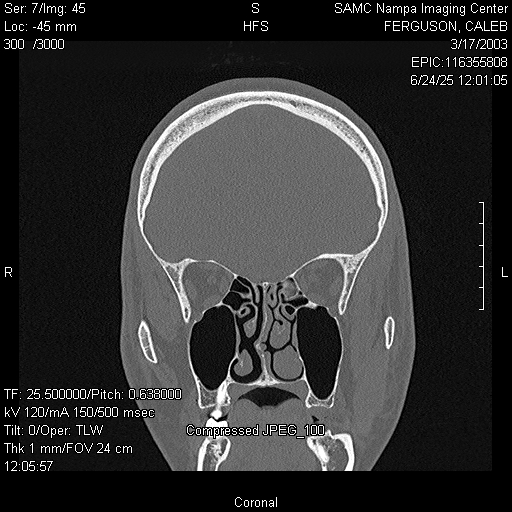 Ser: 7/Img: 45
Loc: -45 mm
300 /3000
S
HFS
SAMC Nampa Imaging Center
FERGUSON, CALEB
3/17/2003
EPIC:116355808
6/24/25 12:01:05
R
L
TF: 25.500000/Pitch: 0.638000
kV 120/mA 150/500 msec
Tilt: 0/Oper: TLW
Thk 1 mm/FOV 24 cm
12:05:57
Compressed JPEG_100
Coronal